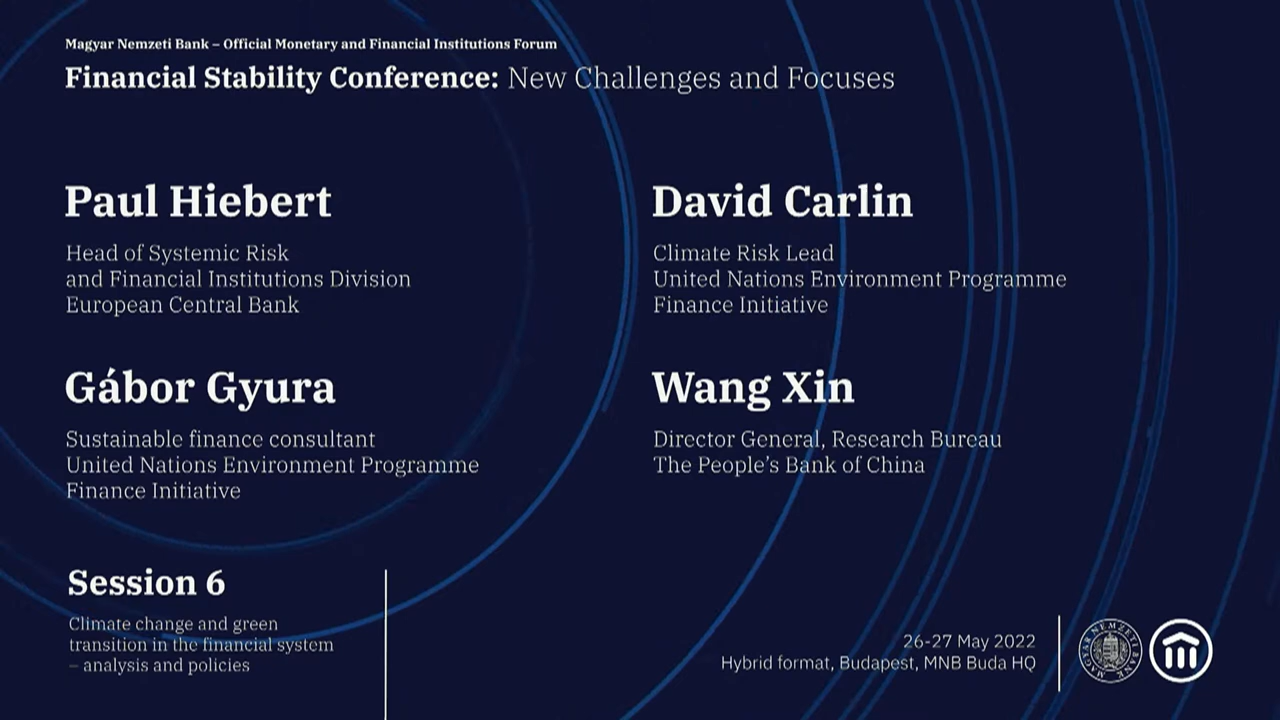 Magyar Nemzeti Bank – Official Monetary and Financial Institutions Forum
Financial Stability Conference: New Challenges and Focuses
Paul Hiebert
Head of Systemic Risk
and Financial Institutions Division
European Central Bank
David Carlin
Climate Risk Lead
United Nations Environment Programme
Finance Initiative
Gábor Gyura
Sustainable finance consultant
United Nations Environment Programme
Finance Initiative
Wang Xin
Director General, Research Bureau
The People’s Bank of China
Session 6
Climate change and green
transition in the financial system
– analysis and policies
26-27 May 2022
Hybrid format, Budapest, MNB Buda HQ
MAGYAR NEMZETI BANK